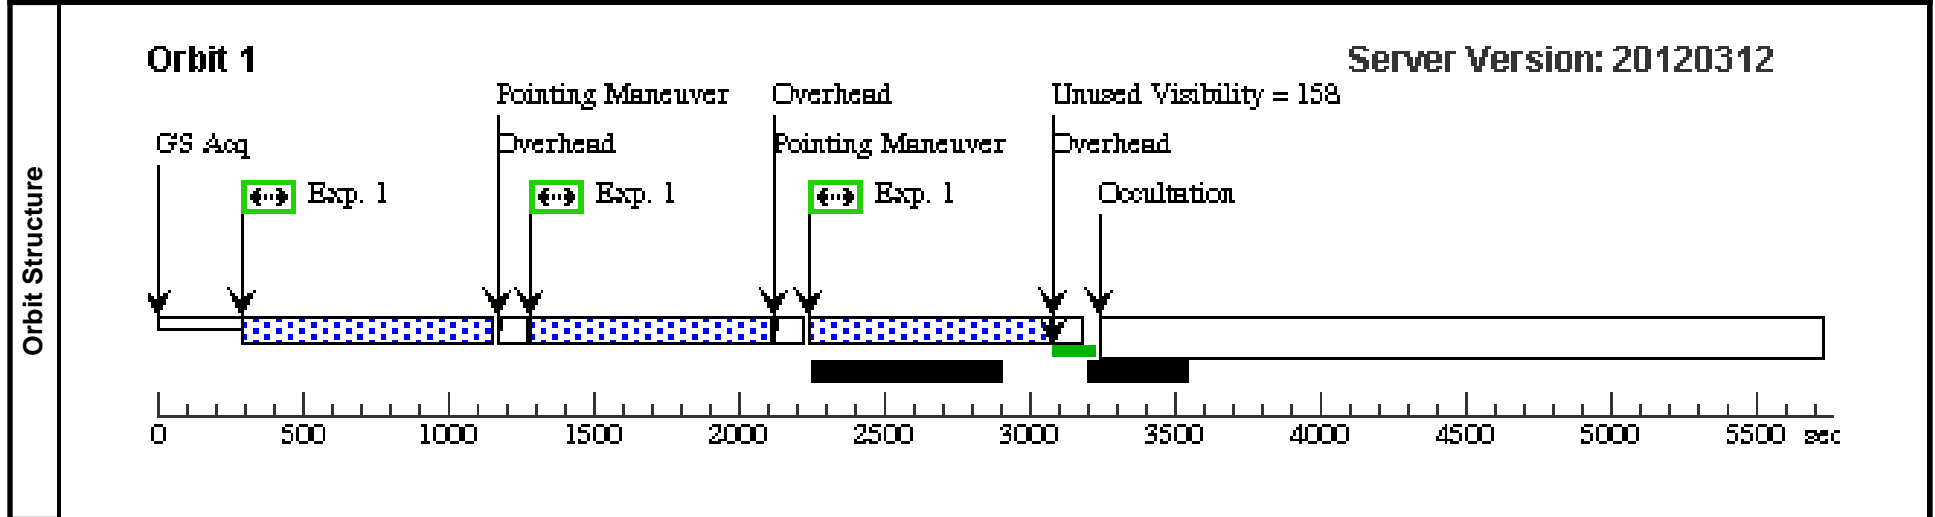 Orbit Structure
Orbit 1
Server Version: 20120312
Pointing Maneuver
Overhead
Unused Visibility = 158
GS Acq
Overhead
Pointing Maneuver
Overhead
Exp. 1
Exp. 1
Exp. 1
Occultation
0 500 1000 1500 2000 2500 3000 3500 4000 4500 5000 5500 sec